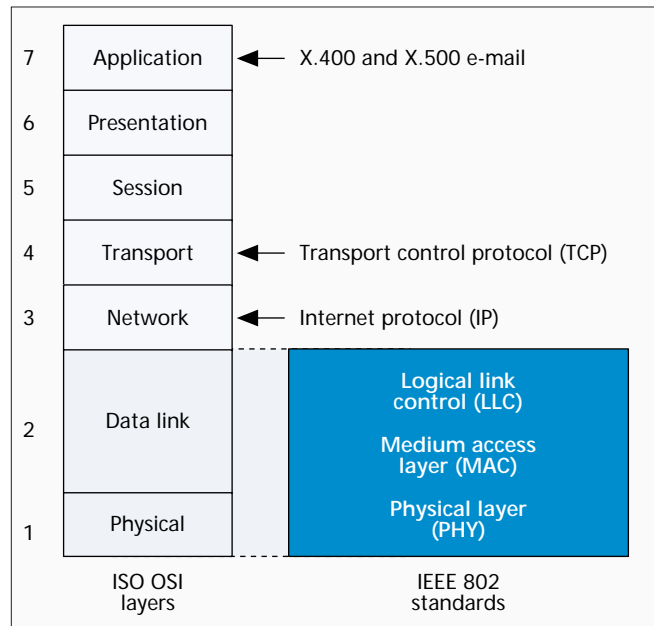 7 Application X.400 and X.500 e-mail
6 Presentation
5 Session
4 Transport Transport control protocol (TCP)
3 Network Internet protocol (IP)
2 Data link
Logical link
control (LLC)
Medium access
layer (MAC)
1 Physical
Physical layer
(PHY)
ISO OSI
layers
IEEE 802
standards